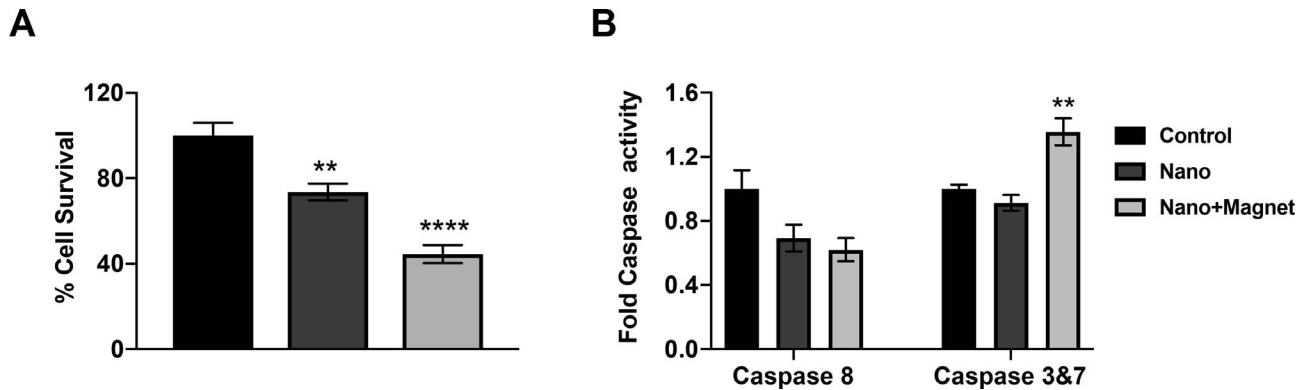 A
B
% Cell Survival
120
80
40
0
**
****
Fold Caspase activity
1.6
1.2
0.8
0.4
0.0
**
Caspase 8
Caspase 3&7
Control
Nano
Nano+Magnet